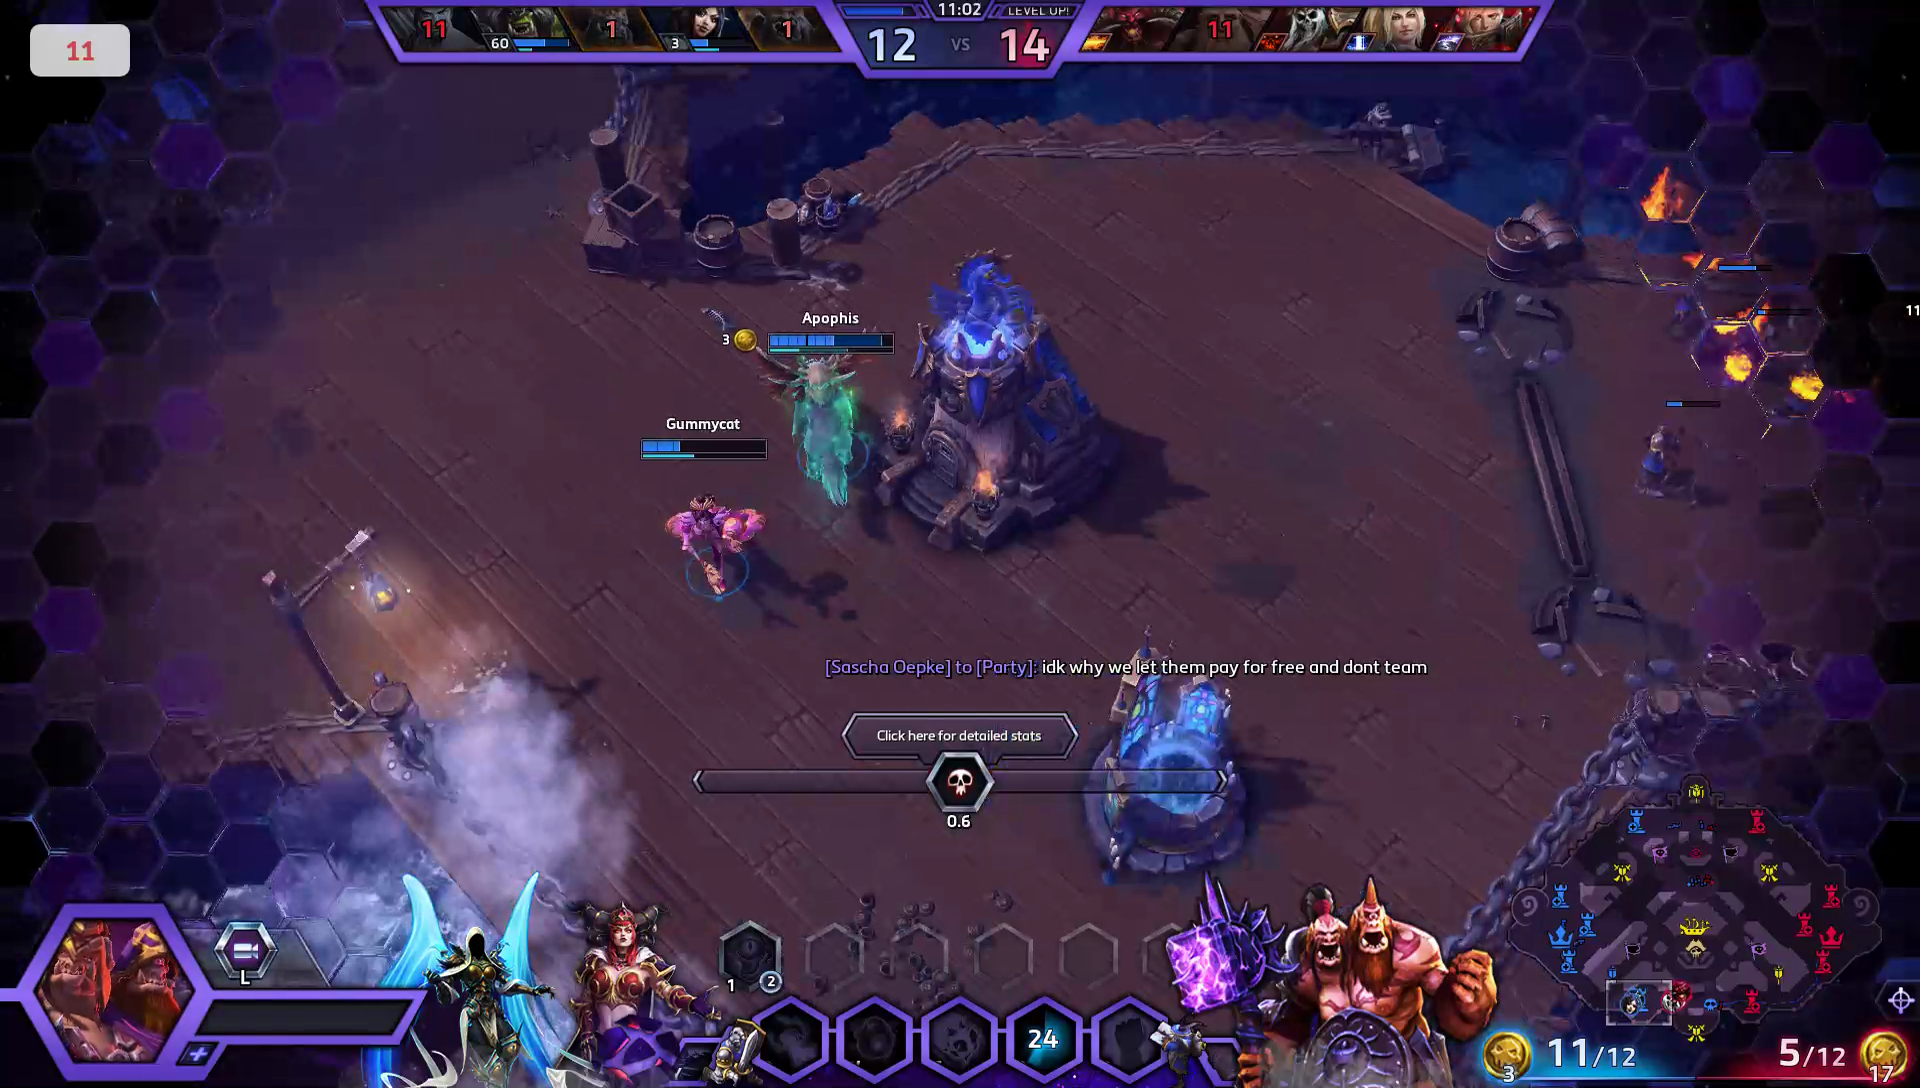 11
11
60
1
3
1
11:02
LEVEL UP!
12 VS 14
11
Apophis
3
Gummycat
11
[Sascha Oepke] to [Party]: idk why we let them pay for free and dont team
Click here for detailed stats
0.6
L
1
2
24
11/12
3
5/12
17